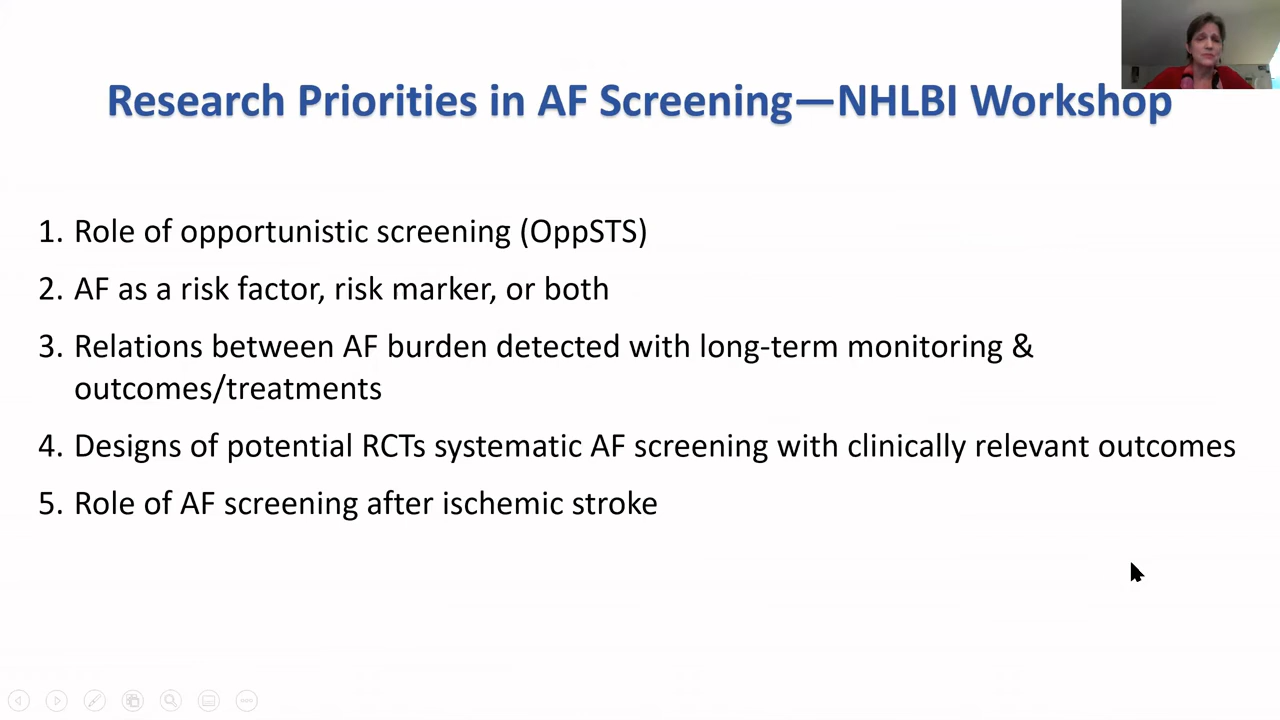 Research Priorities in AF Screening—NHLBI Workshop
1. Role of opportunistic screening (OppSTS)
2. AF as a risk factor, risk marker, or both
3. Relations between AF burden detected with long-term monitoring &
outcomes/treatments
4. Designs of potential RCTs systematic AF screening with clinically relevant outcomes
5. Role of AF screening after ischemic stroke